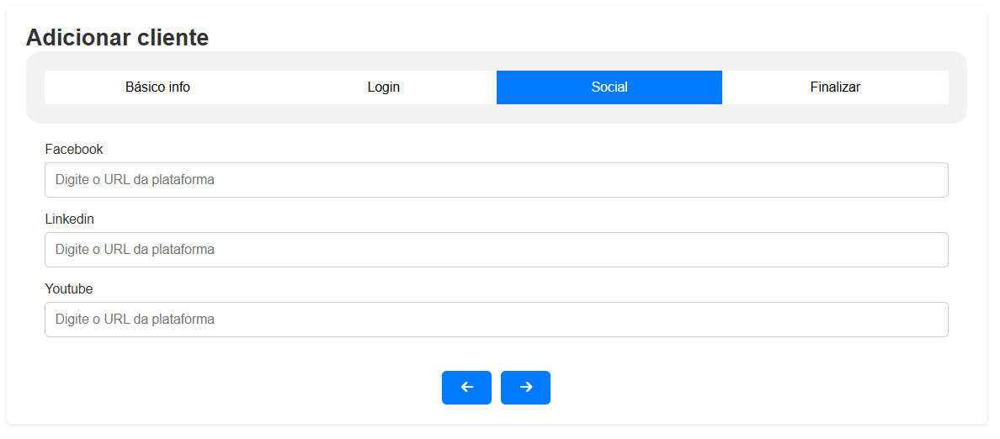 Adicionar cliente
Básico info Login Social Finalizar
Facebook
Digite o URL da plataforma
Linkedin
Digite o URL da plataforma
Youtube
Digite o URL da plataforma